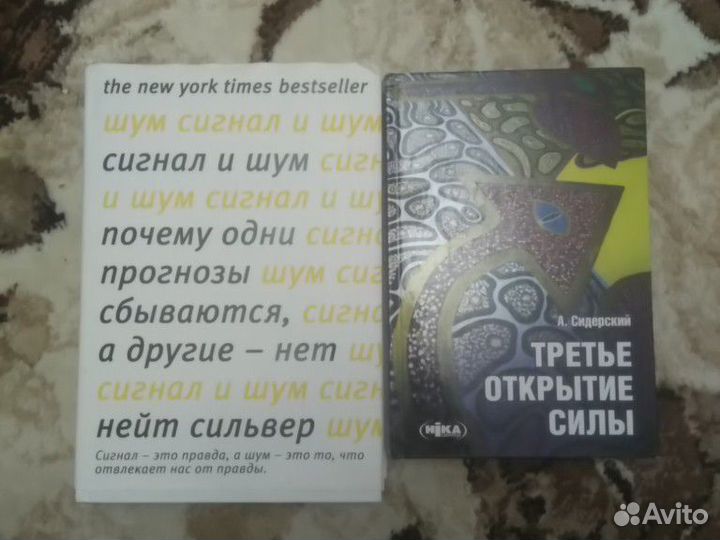 the new york times bestseller
шум сигнал и шум
сигнал и шум сигн
и шум сигнал и шу
почему одни сигна
прогнозы шум сиг
сбываются, сигна
а другие – нет шу
сигнал и шум сигн
нейт сильвер шум
Сигнал – это правда, а шум – это то, что
отвлекает нас от правды.
А. Сидерский
ТРЕТЬЕ
ОТКРЫТИЕ
СИЛЫ
НіКА
Avito